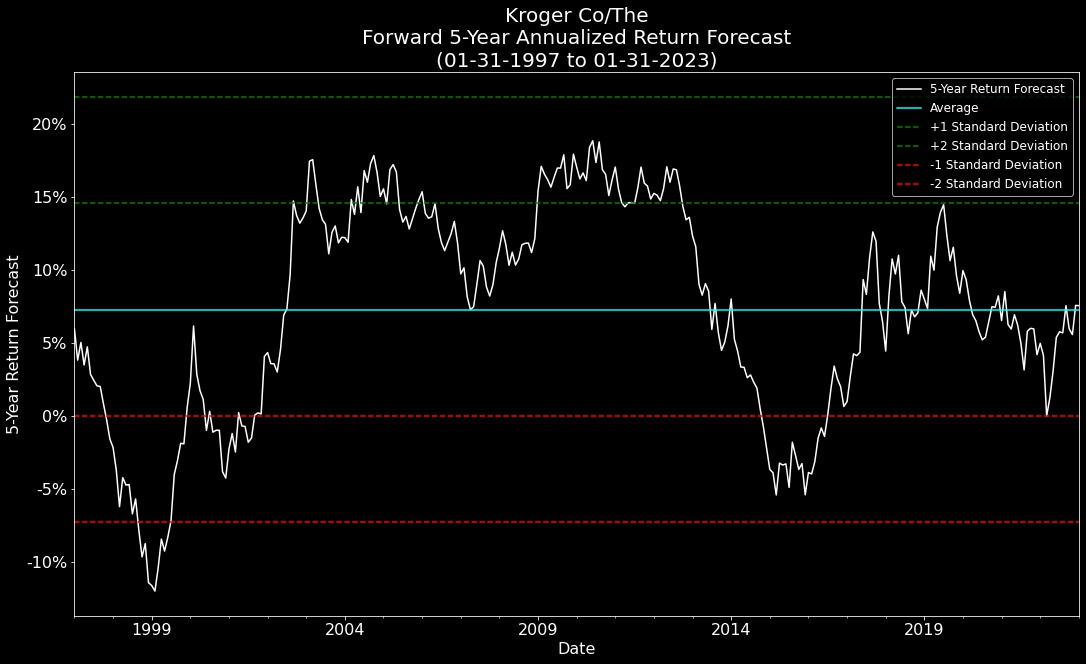 Kroger Co/The
Forward 5-Year Annualized Return Forecast
(01-31-1997 to 01-31-2023)
5-Year Return Forecast
Average
+1 Standard Deviation
+2 Standard Deviation
-1 Standard Deviation
-2 Standard Deviation
5-Year Return Forecast
20%
15%
10%
5%
0%
-5%
-10%
1999
2004
2009
2014
2019
Date